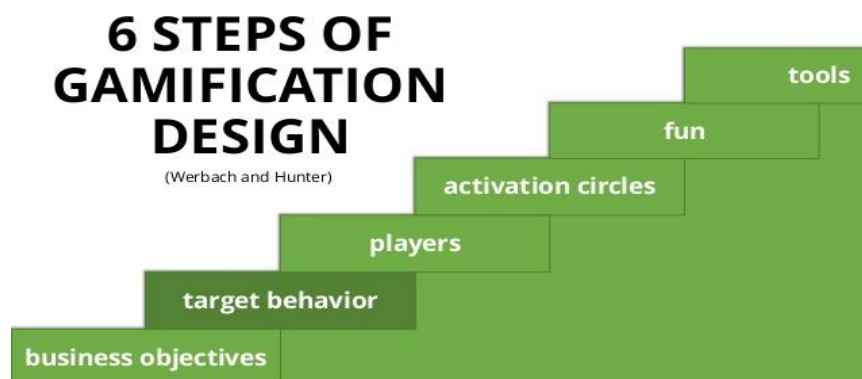 6 STEPS OF
GAMIFICATION
DESIGN
(Werbach and Hunter)
tools
fun
activation circles
players
target behavior
business objectives